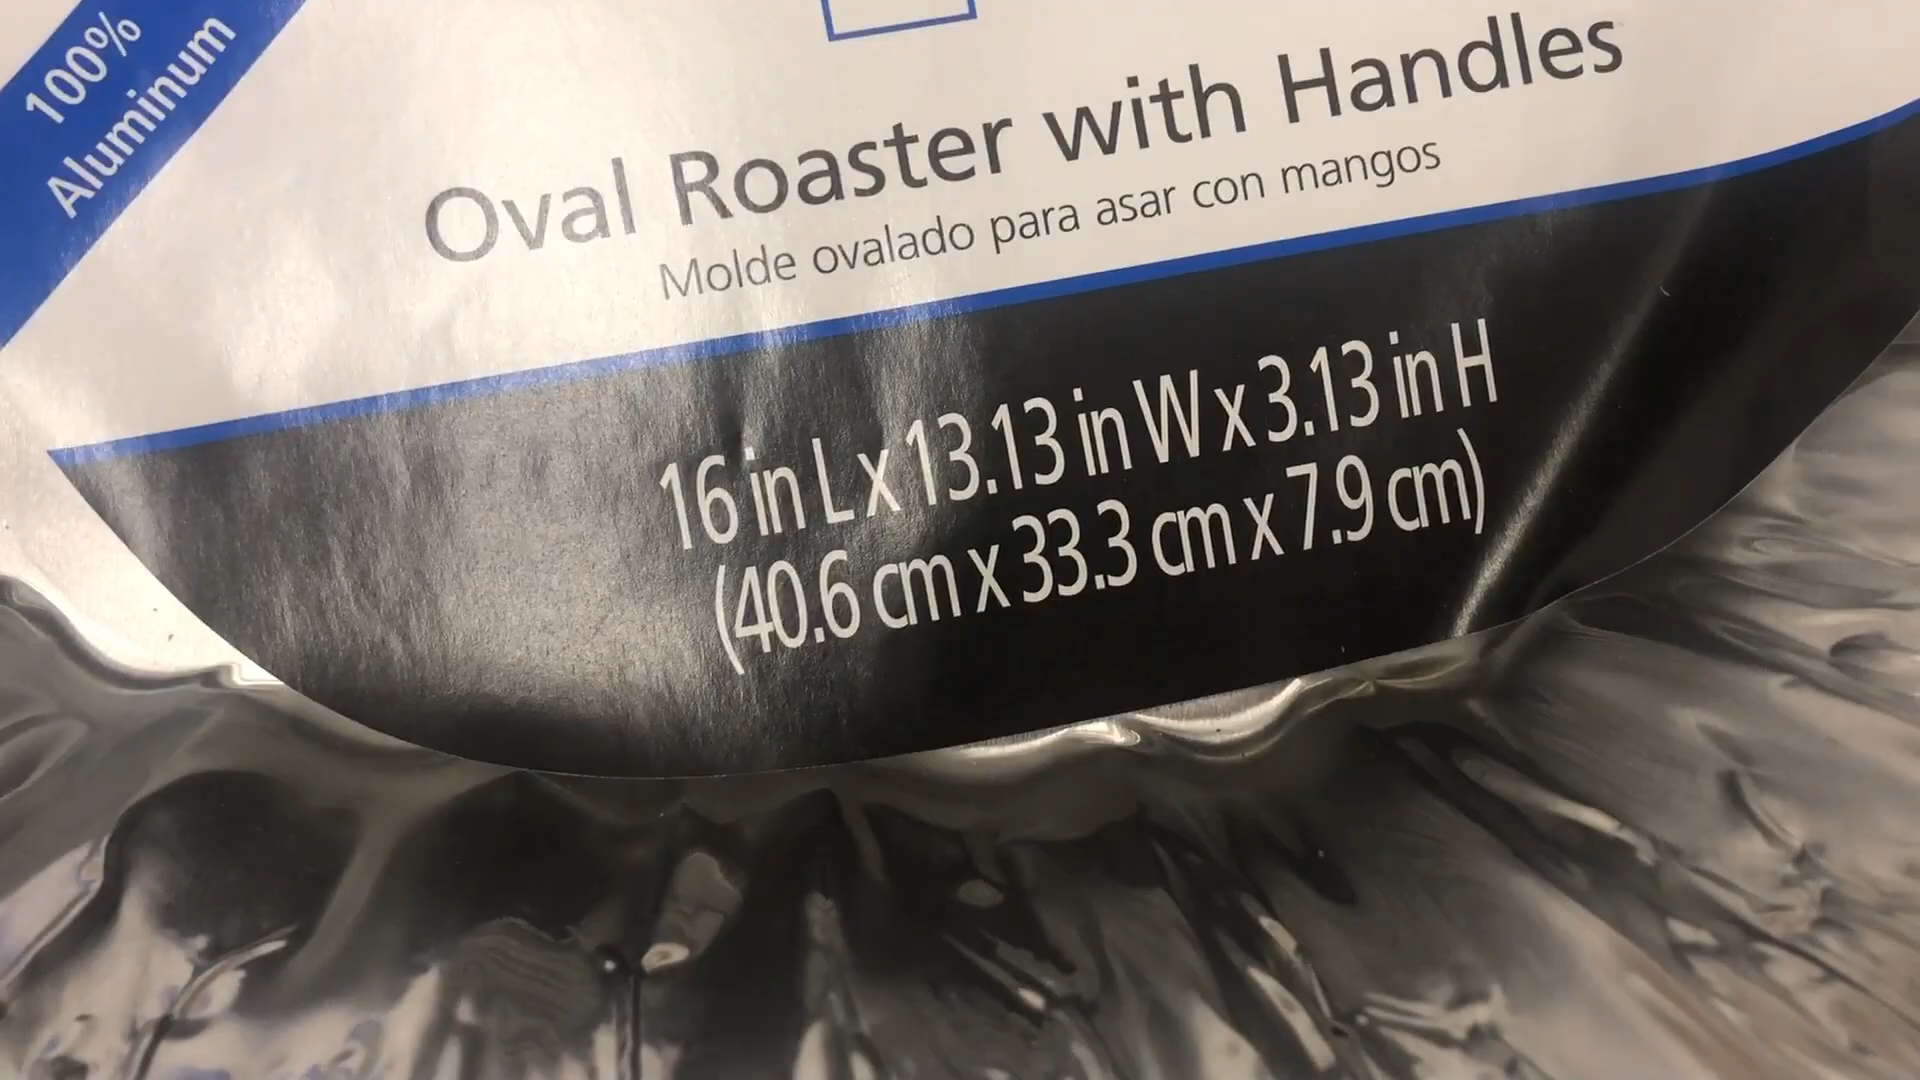 100%
Aluminum
Oval Roaster with Handles
Molde ovalado para asar con mangos
16 in L x 13.13 in W x 3.13 in H
(40.6 cm x 33.3 cm x 7.9 cm)